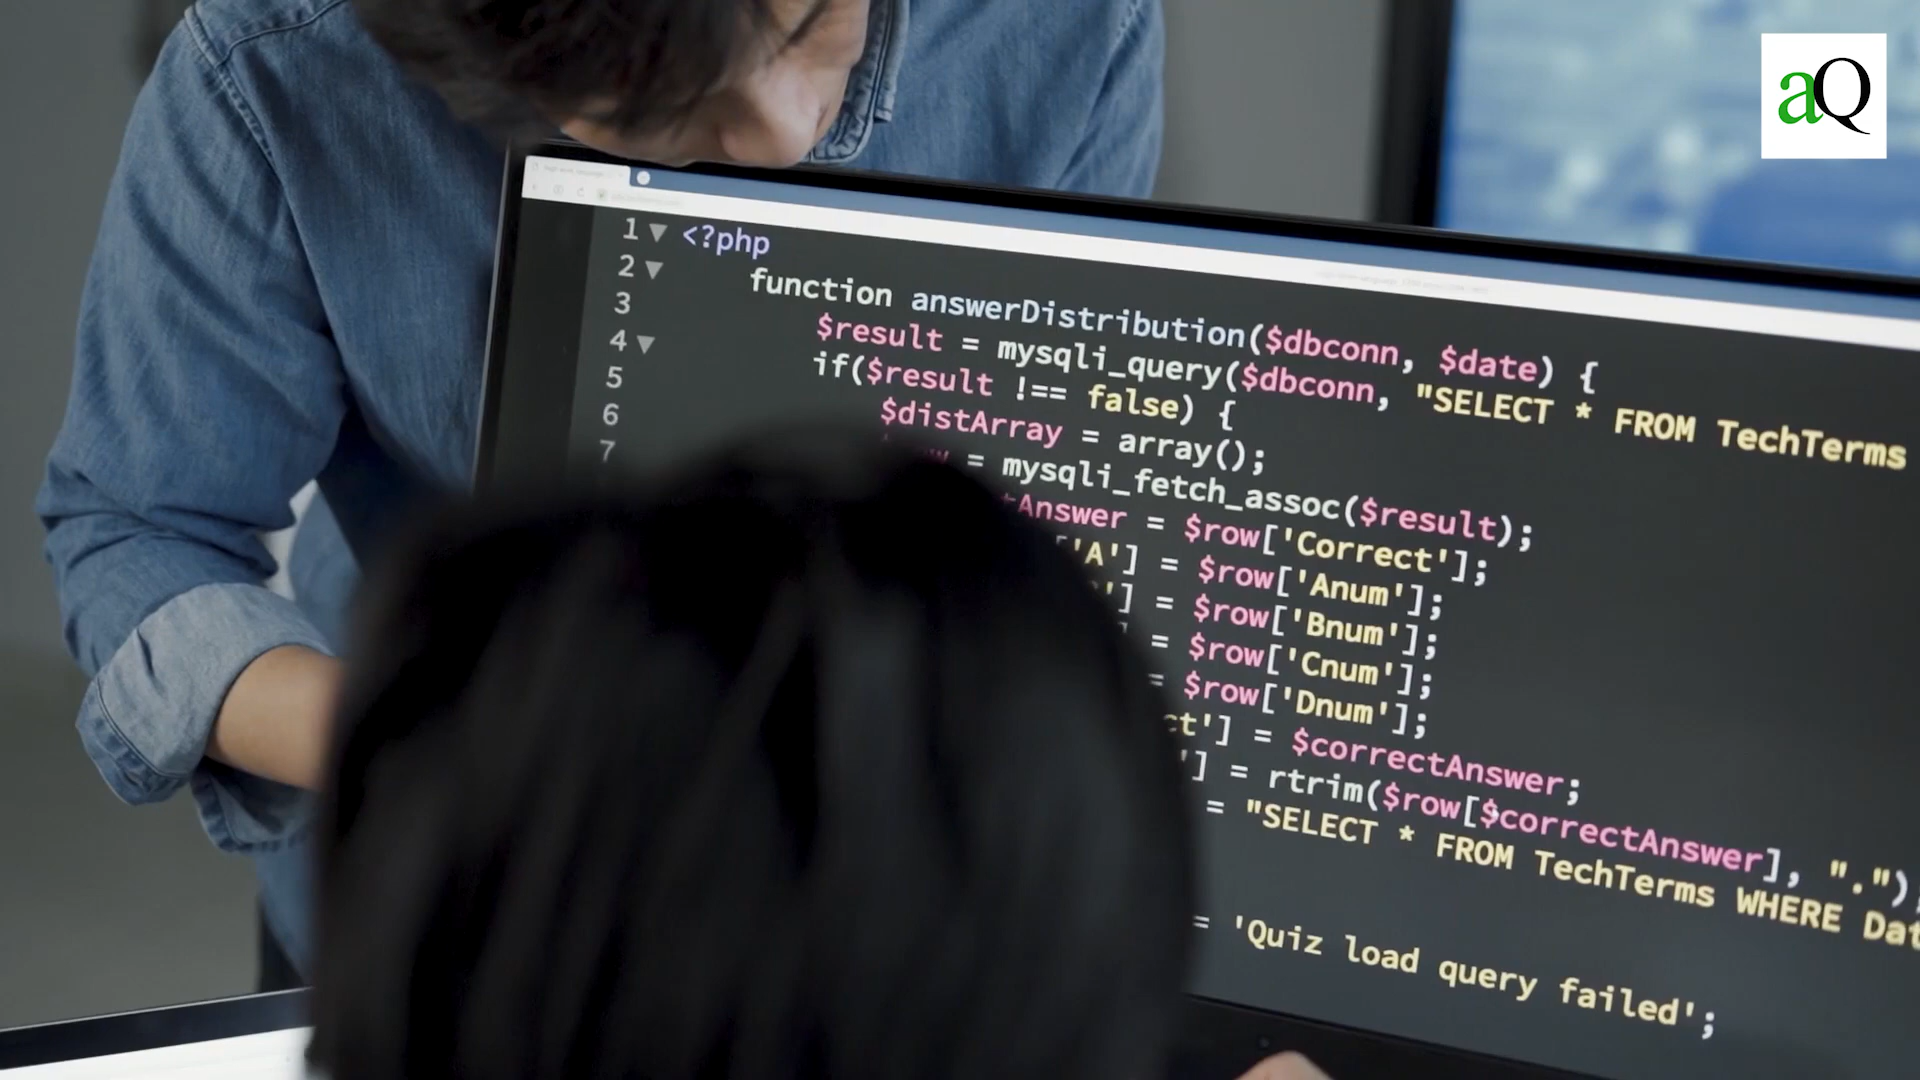 aQ
1 <?php
2 function answerDistribution($dbconn, $date) {
3 $result = mysqli_query($dbconn, "SELECT * FROM TechTerms
4 if($result !== false) {
5 $distArray = array();
6 = mysqli_fetch_assoc($result);
7 tAnswer = $row['Correct'];
['A'] = $row['Anum'];
'] = $row['Bnum'];
= $row['Cnum'];
= $row['Dnum'];
ct'] = $correctAnswer;
'] = rtrim($row[$correctAnswer], ".")
= "SELECT * FROM TechTerms WHERE Dat
= 'Quiz load query failed';